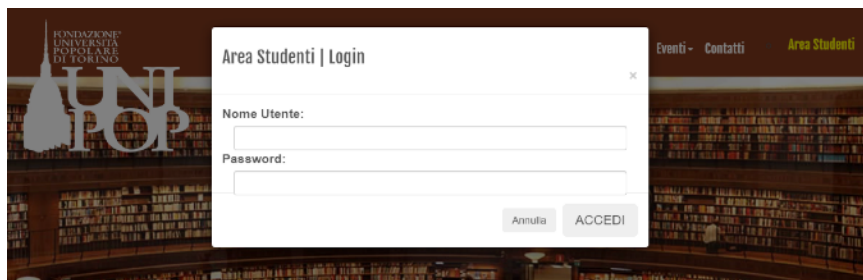 FONDAZIONE
UNIVERSITÀ
POPOLARE
DI TORINO
UNI
POP
Area Studenti | Login
×
Eventi Contatti Area Studenti
Nome Utente:
Password:
Annulla ACCEDI